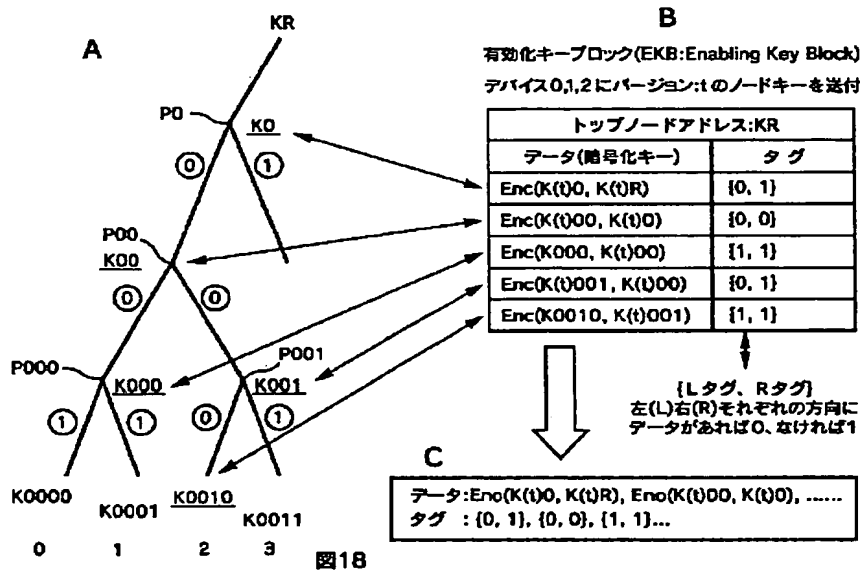 A
KR
P0
K0
0
1
P00
K00
0
0
P000
K000
P001
K001
1
1
0
1
K0000
K0001
K0010
K0011
0
1
2
3
図18
B
有効化キーブロック(EKB:Enabling Key Block)
デバイス0,1,2にバージョン:tのノードキーを送付
トップノードアドレス:KR
データ(暗号化キー) タグ
Enc(K(t)0, K(t)R) {0, 1}
Enc(K(t)00, K(t)0) {0, 0}
Enc(K000, K(t)00) {1, 1}
Enc(K(t)001, K(t)00) {0, 1}
Enc(K0010, K(t)001) {1, 1}
{Lタグ、Rタグ}
左(L)右(R)それぞれの方向に
データがあれば0、なければ1
C
データ:Enc(K(t)0, K(t)R), Enc(K(t)00, K(t)0), ......
タグ :{0, 1}, {0, 0}, {1, 1}...